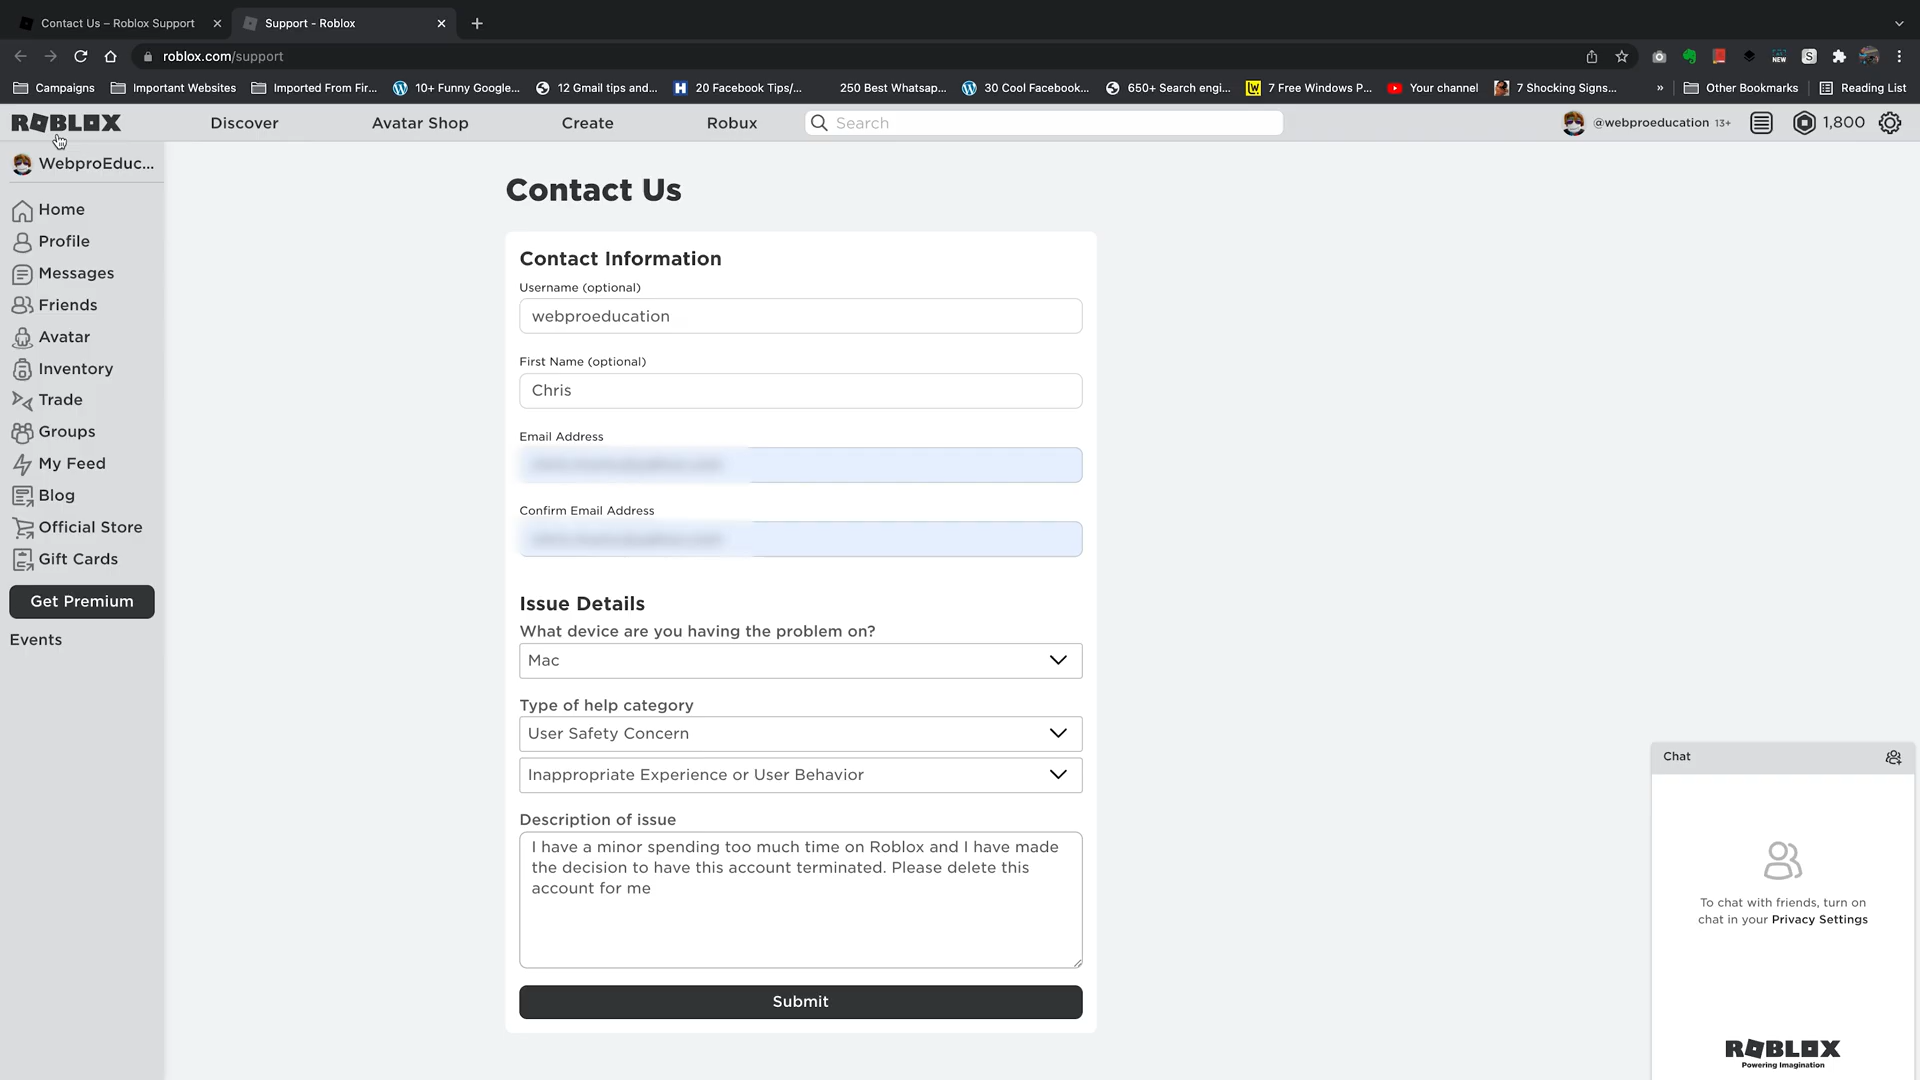 Contact Us – Roblox Support
Support - Roblox
roblox.com/support
Campaigns
Important Websites
Imported From Fir...
10+ Funny Google...
12 Gmail tips and...
20 Facebook Tips/...
250 Best Whatsap...
30 Cool Facebook...
650+ Search engi...
7 Free Windows P...
Your channel
7 Shocking Signs...
»
Other Bookmarks
Reading List
ROBLOX
Discover
Avatar Shop
Create
Robux
Search
@webproeducation 13+
1,800
WebproEduc...
Home
Profile
Messages
Friends
Avatar
Inventory
Trade
Groups
My Feed
Blog
Official Store
Gift Cards
Get Premium
Events
Contact Us
Contact Information
Username (optional)
webproeducation
First Name (optional)
Chris
Email Address
Confirm Email Address
Issue Details
What device are you having the problem on?
Mac
Type of help category
User Safety Concern
Inappropriate Experience or User Behavior
Description of issue
I have a minor spending too much time on Roblox and I have made
the decision to have this account terminated. Please delete this
account for me
Submit
Chat
To chat with friends, turn on
chat in your Privacy Settings
ROBLOX
Powering Imagination